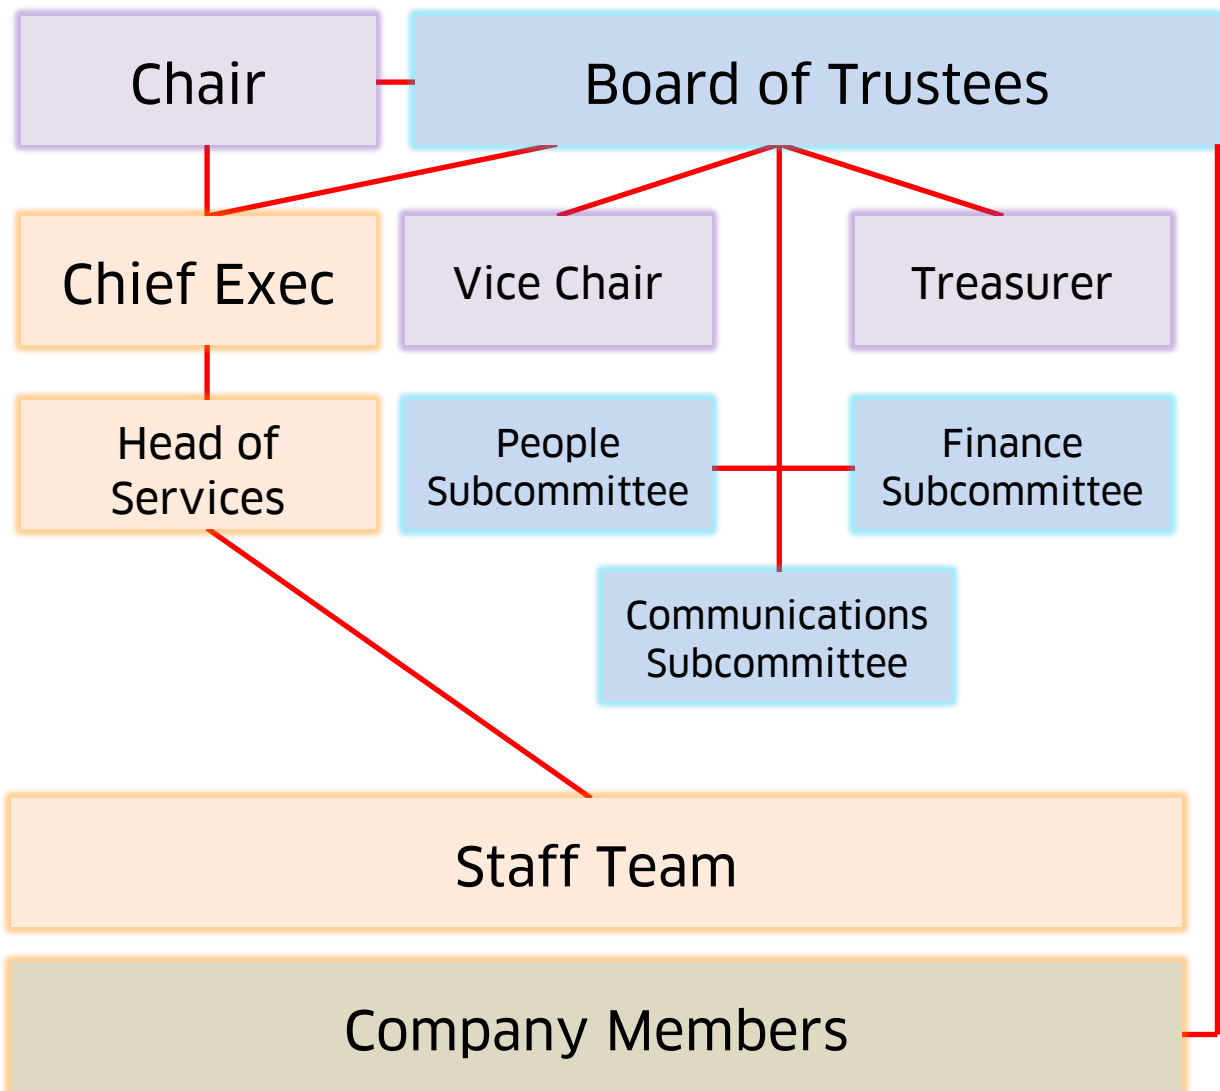 Chair
Board of Trustees
Chief Exec
Vice Chair
Treasurer
Head of
Services
People
Subcommittee
Finance
Subcommittee
Communications
Subcommittee
Staff Team
Company Members